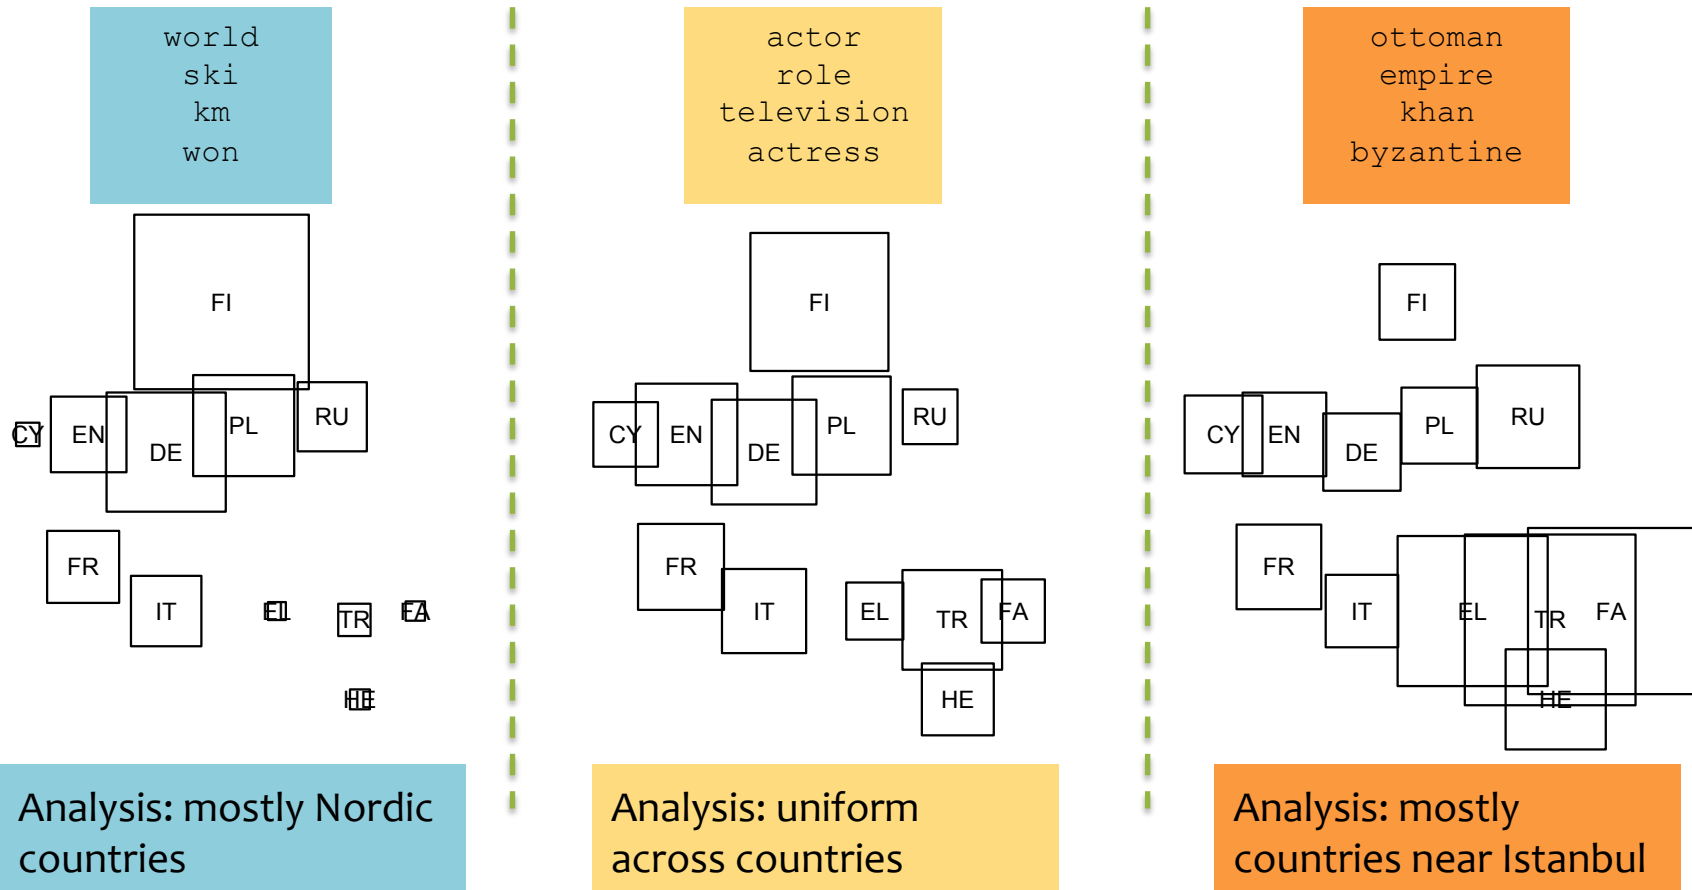 world
ski
km
won
FI
CY
EN
DE
PL
RU
FR
IT
EL
TR
FA
HE
Analysis: mostly Nordic
countries
actor
role
television
actress
FI
CY
EN
DE
PL
RU
FR
IT
EL
TR
FA
HE
Analysis: uniform
across countries
ottoman
empire
khan
byzantine
FI
CY
EN
DE
PL
RU
FR
IT
EL
TR
FA
HE
Analysis: mostly
countries near Istanbul